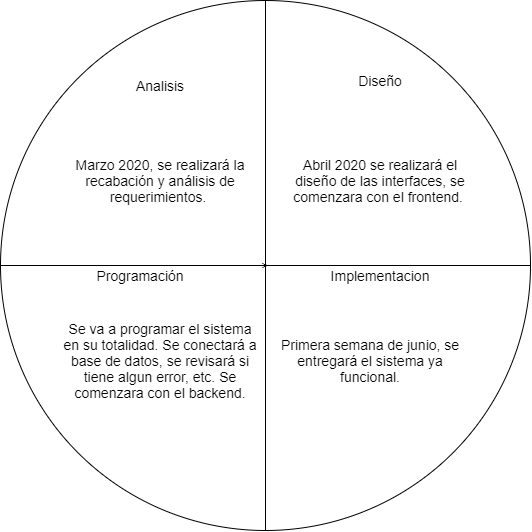 Analisis
Marzo 2020, se realizará la
recabación y análisis de
requerimientos.
Diseño
Abril 2020 se realizará el
diseño de las interfaces, se
comenzara con el frontend.
Programación
Se va a programar el sistema
en su totalidad. Se conectará a
base de datos, se revisará si
tiene algun error, etc. Se
comenzara con el backend.
Implementacion
Primera semana de junio, se
entregará el sistema ya
funcional.